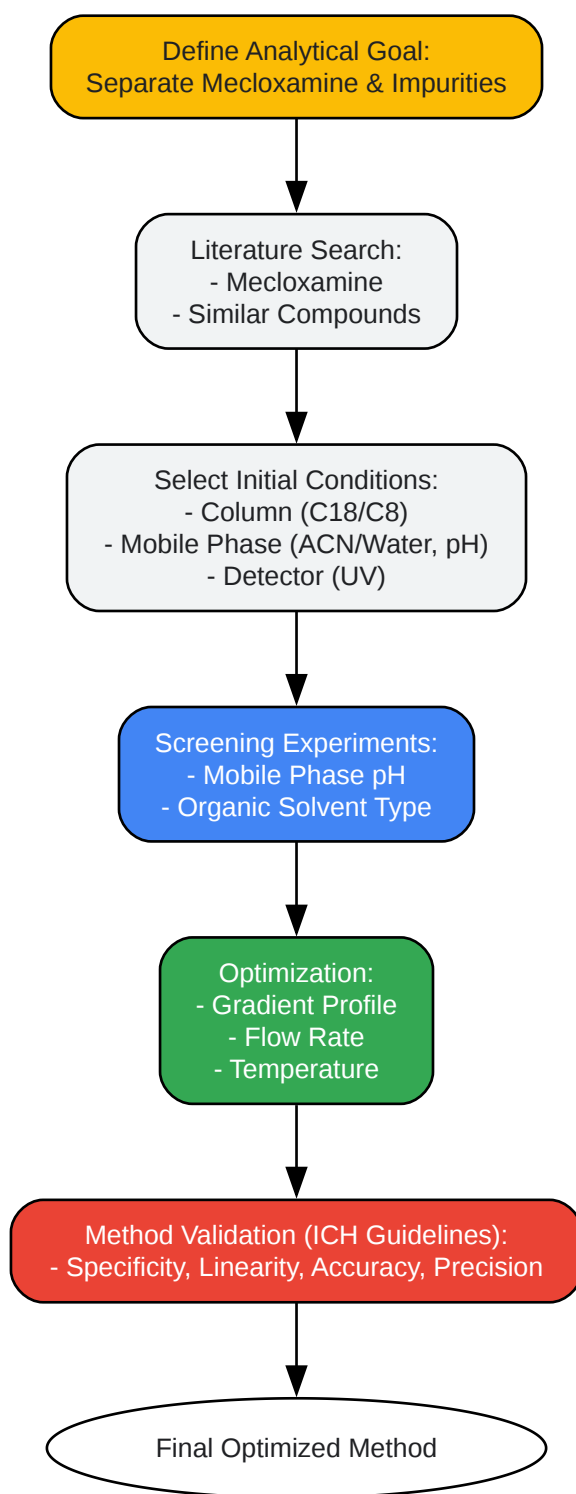 Define Analytical Goal:
Separate Mecloxamine & Impurities
Literature Search:
- Mecloxamine
- Similar Compounds
Select Initial Conditions:
- Column (C18/C8)
- Mobile Phase (ACN/Water, pH)
- Detector (UV)
Screening Experiments:
- Mobile Phase pH
- Organic Solvent Type
Optimization:
- Gradient Profile
- Flow Rate
- Temperature
Method Validation (ICH Guidelines):
- Specificity, Linearity, Accuracy, Precision
Final Optimized Method